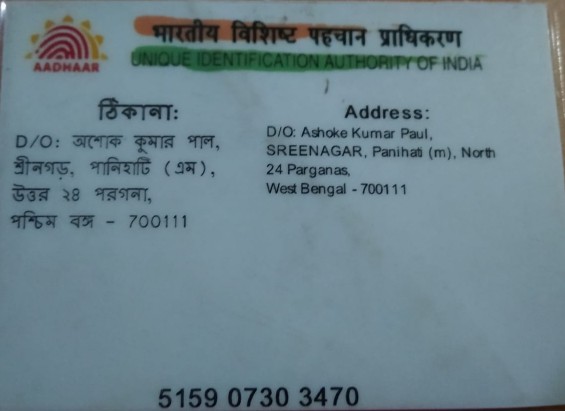 भारतीय विशिष्ट पहचान प्राधिकरण
AADHAAR
UNIQUE IDENTIFICATION AUTHORITY OF INDIA
ঠিকানা:
D/O: অশোক কুমার পাল,
শ্রীনগড়, পানিহাটি (এম),
উত্তর ২৪ পরগনা,
পশ্চিম বঙ্গ - 700111
Address:
D/O: Ashoke Kumar Paul,
SREENAGAR, Panihati (m), North
24 Parganas,
West Bengal - 700111
5159 0730 3470